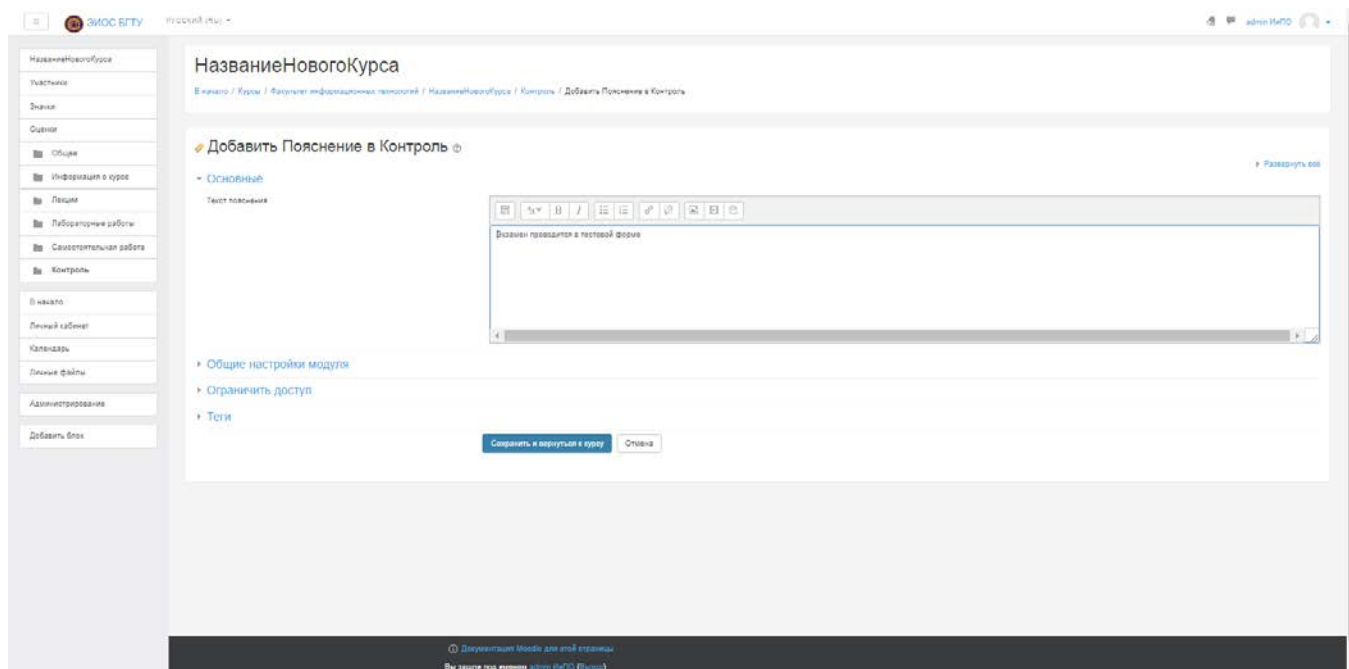 ЭИОС БГТУ
РУССКИЙ (RU)
admin ИиПО
НазваниеНовогоКурса
Участники
Значки
Оценки
Общее
Информация о курсе
Лекции
Лабораторные работы
Самостоятельная работа
Контроль
В начало
Личный кабинет
Календарь
Личные файлы
Администрирование
Добавить блок
НазваниеНовогоКурса
В начало / Курсы / Факультет информационных технологий / НазваниеНовогоКурса / Контроль / Добавить Пояснение в Контроль
Добавить Пояснение в Контроль
Развернуть всё
Основные
Текст пояснения
Экзамен проводится в тестовой форме
Общие настройки модуля
Ограничить доступ
Теги
Сохранить и вернуться к курсу Отмена
Документация Moodle для этой страницы
Вы зашли под именем admin ИиПО (Выход)